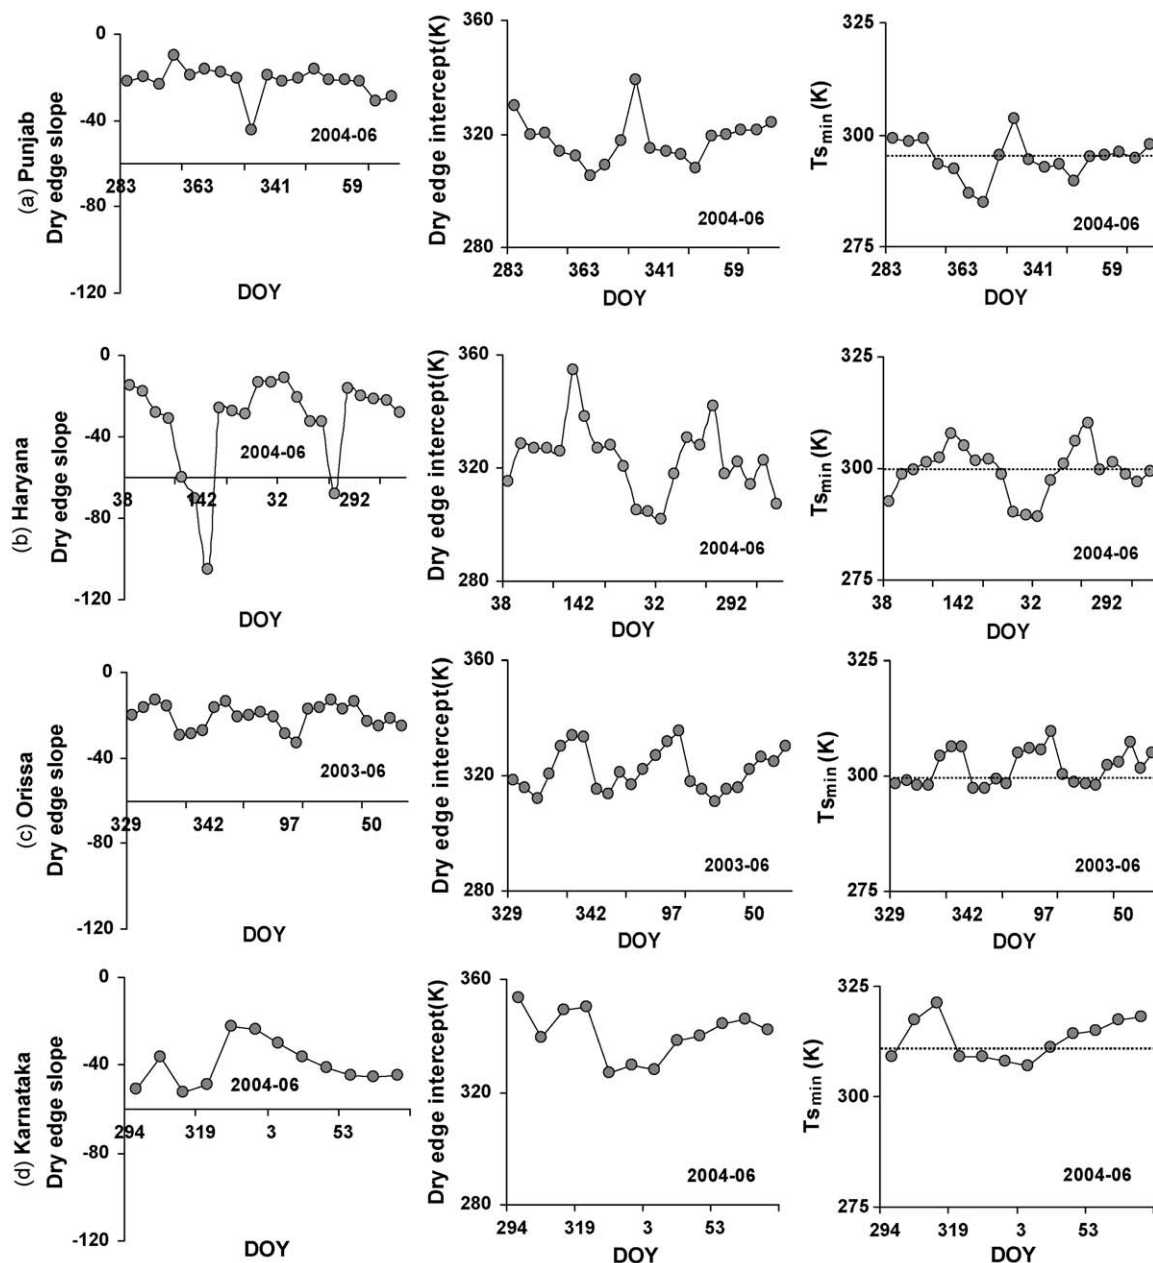 (a) Punjab
Dry edge slope
0
-40
-80
-120
283 363 341 59
2004-06
DOY
Dry edge intercept(K)
360
320
280
283 363 341 59
2004-06
DOY
Tsmin (K)
325
300
275
283 363 341 59
2004-06
DOY
(b) Haryana
Dry edge slope
0
-40
-80
-120
38 142 32 292
2004-06
DOY
Dry edge intercept(K)
360
320
280
38 142 32 292
2004-06
DOY
Tsmin (K)
325
300
275
38 142 32 292
2004-06
DOY
(c) Orissa
Dry edge slope
0
-40
-80
-120
329 342 97 50
2003-06
DOY
Dry edge intercept(K)
360
320
280
329 342 97 50
2003-06
DOY
Tsmin (K)
325
300
275
329 342 97 50
2003-06
DOY
(d) Karnataka
Dry edge slope
0
-40
-80
-120
294 319 3 53
2004-06
DOY
Dry edge intercept(K)
360
320
280
294 319 3 53
2004-06
DOY
Tsmin (K)
325
300
275
294 319 3 53
2004-06
DOY